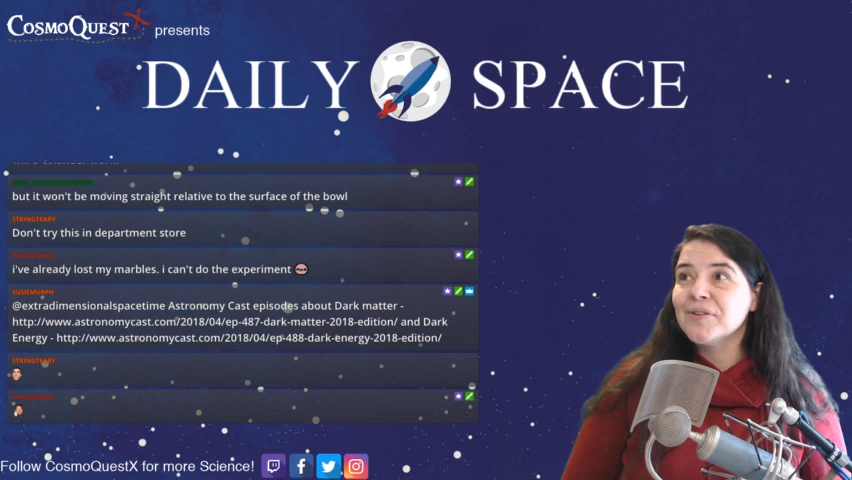 COSMOQUEST X presents
DAILY SPACE
but it won't be moving straight relative to the surface of the bowl
STRINGTEARY
Don't try this in department store
i've already lost my marbles. i can't do the experiment
SUSIEMURPH
@extradimensionalspacetime Astronomy Cast episodes about Dark matter -
http://www.astronomycast.com/2018/04/ep-487-dark-matter-2018-edition/ and Dark
Energy - http://www.astronomycast.com/2018/04/ep-488-dark-energy-2018-edition/
STRINGTEARY
Follow CosmoQuestX for more Science!